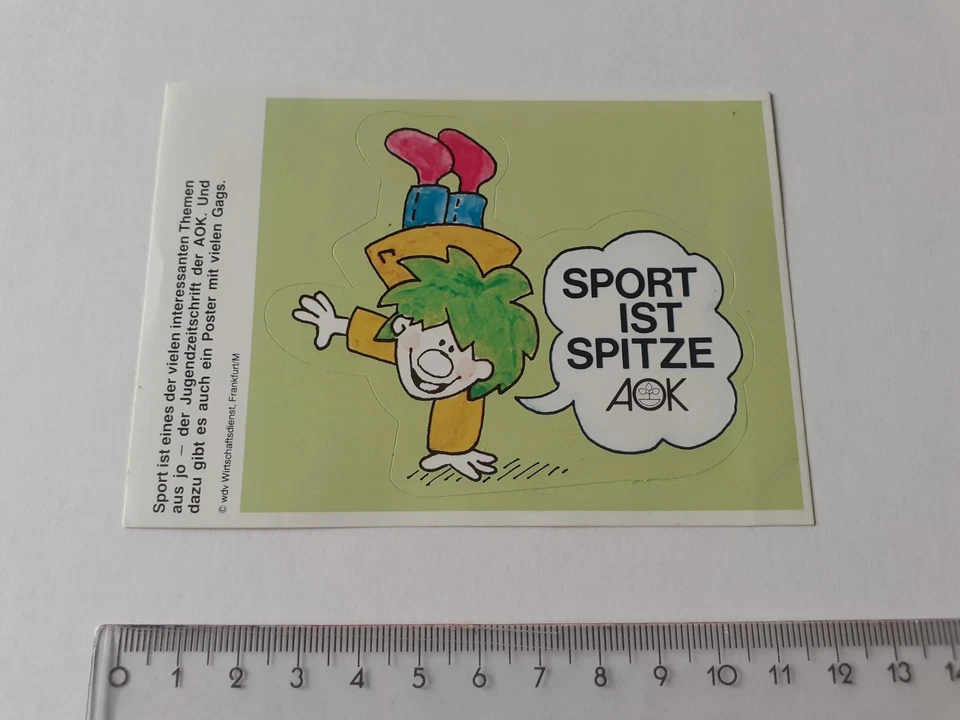 Sport ist eines der vielen interessanten Themen
aus jo – der Jugendzeitschrift der AOK. Und
dazu gibt es auch ein Poster mit vielen Gags.
© wdv Wirtschaftsdienst, Frankfurt/M
SPORT
IST
SPITZE
AOK
0 1 2 3 4 5 6 7 8 9 10 11 12 13 14